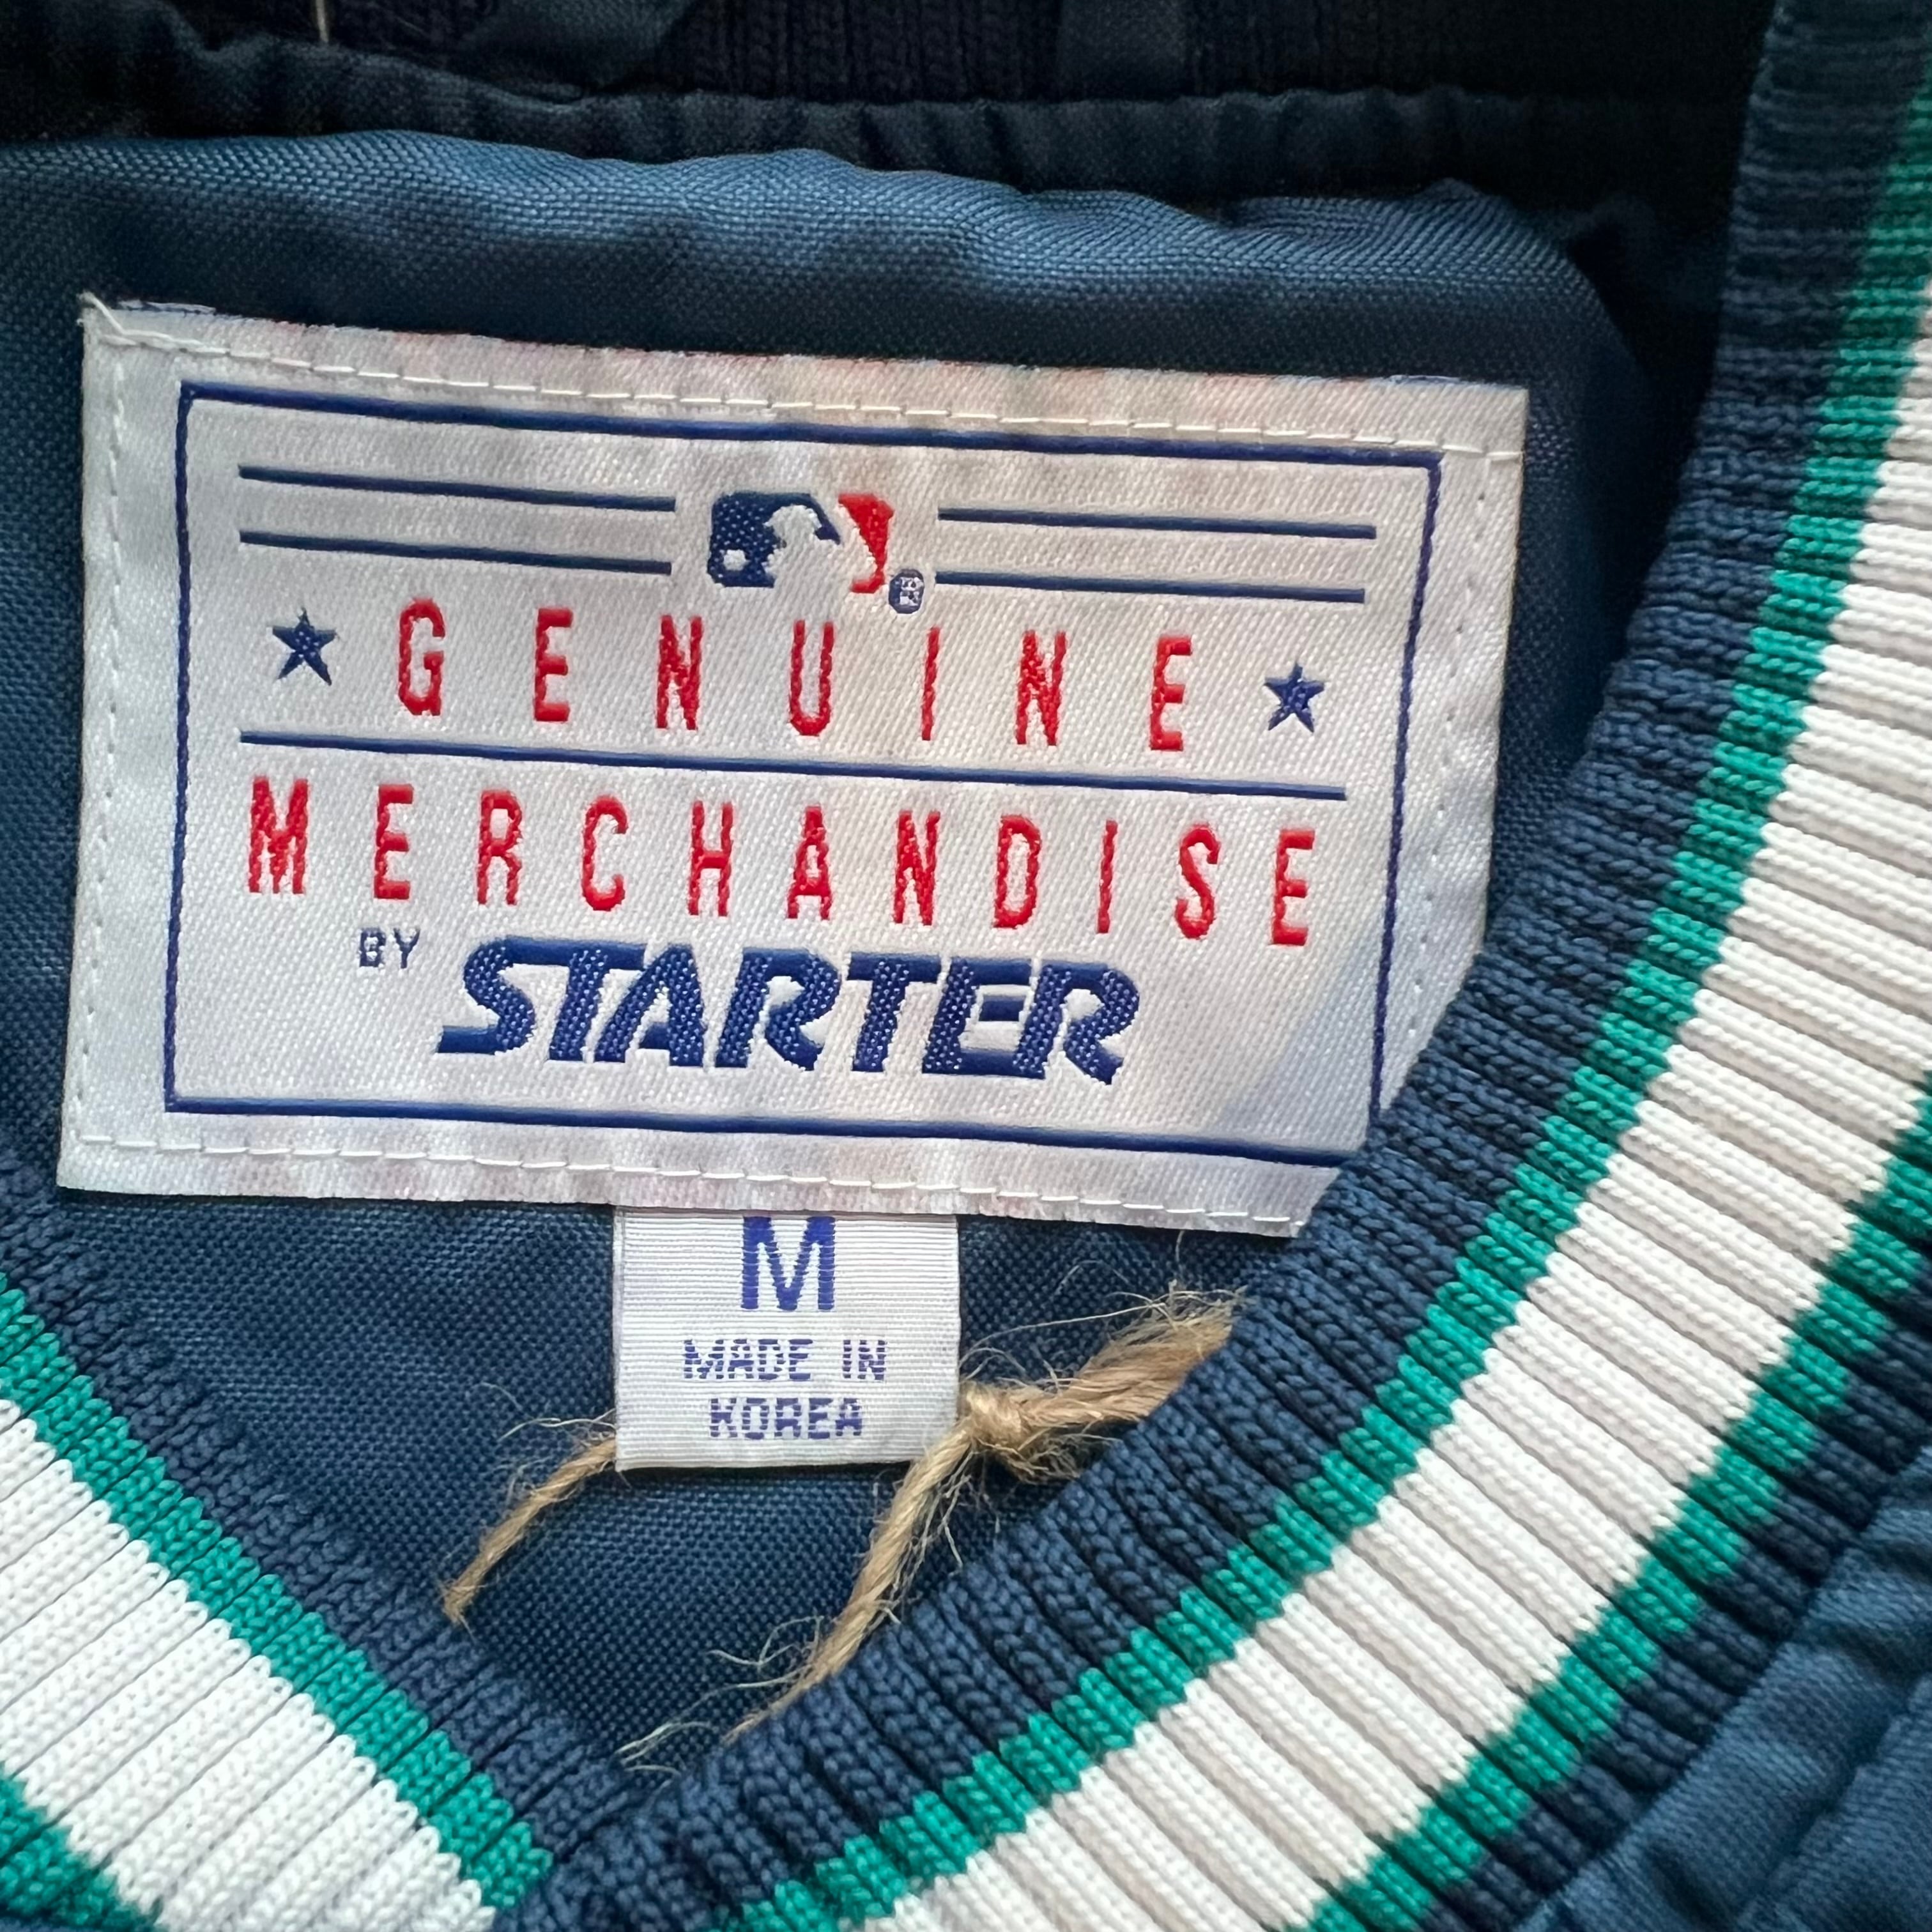 GENUINE
MERCHANDISE
BY STARTER
M
MADE IN
KOREA